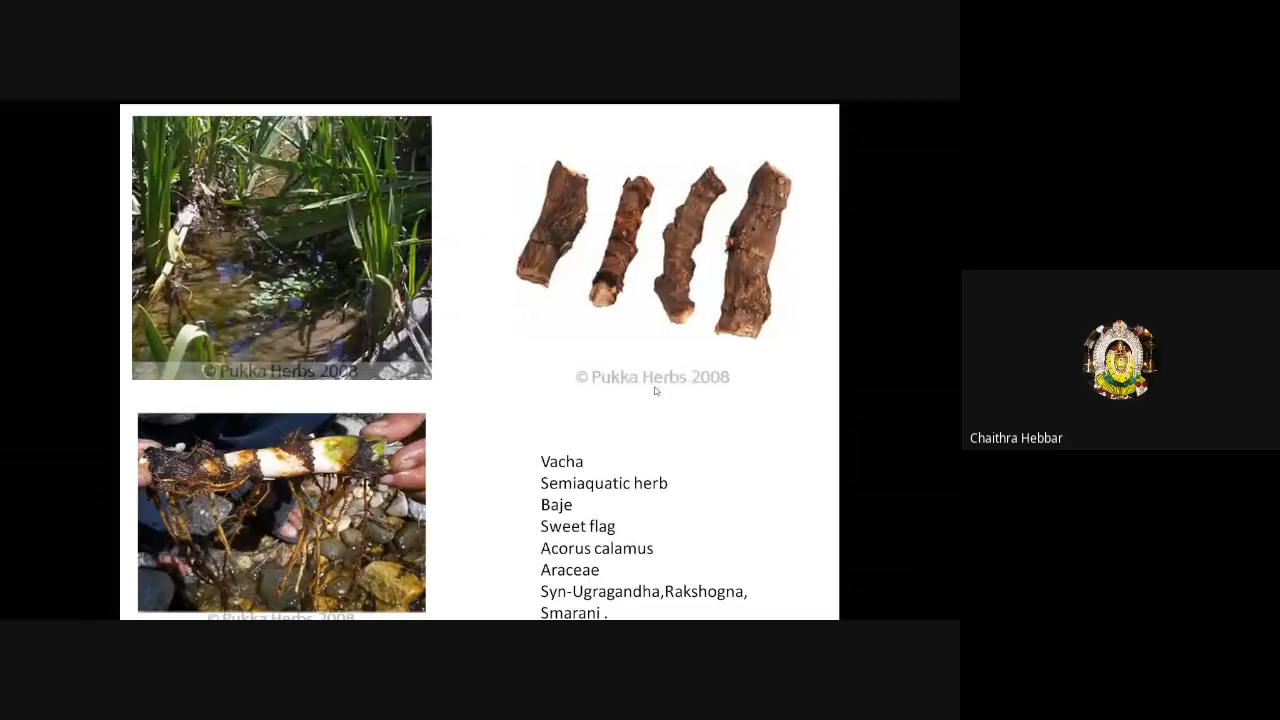 © Pukka Herbs 2008
© Pukka Herbs 2008
© Pukka Herbs 2008
Vacha
Semiaquatic herb
Baje
Sweet flag
Acorus calamus
Araceae
Syn-Ugragandha,Rakshogna,
Smarani .
Chaithra Hebbar